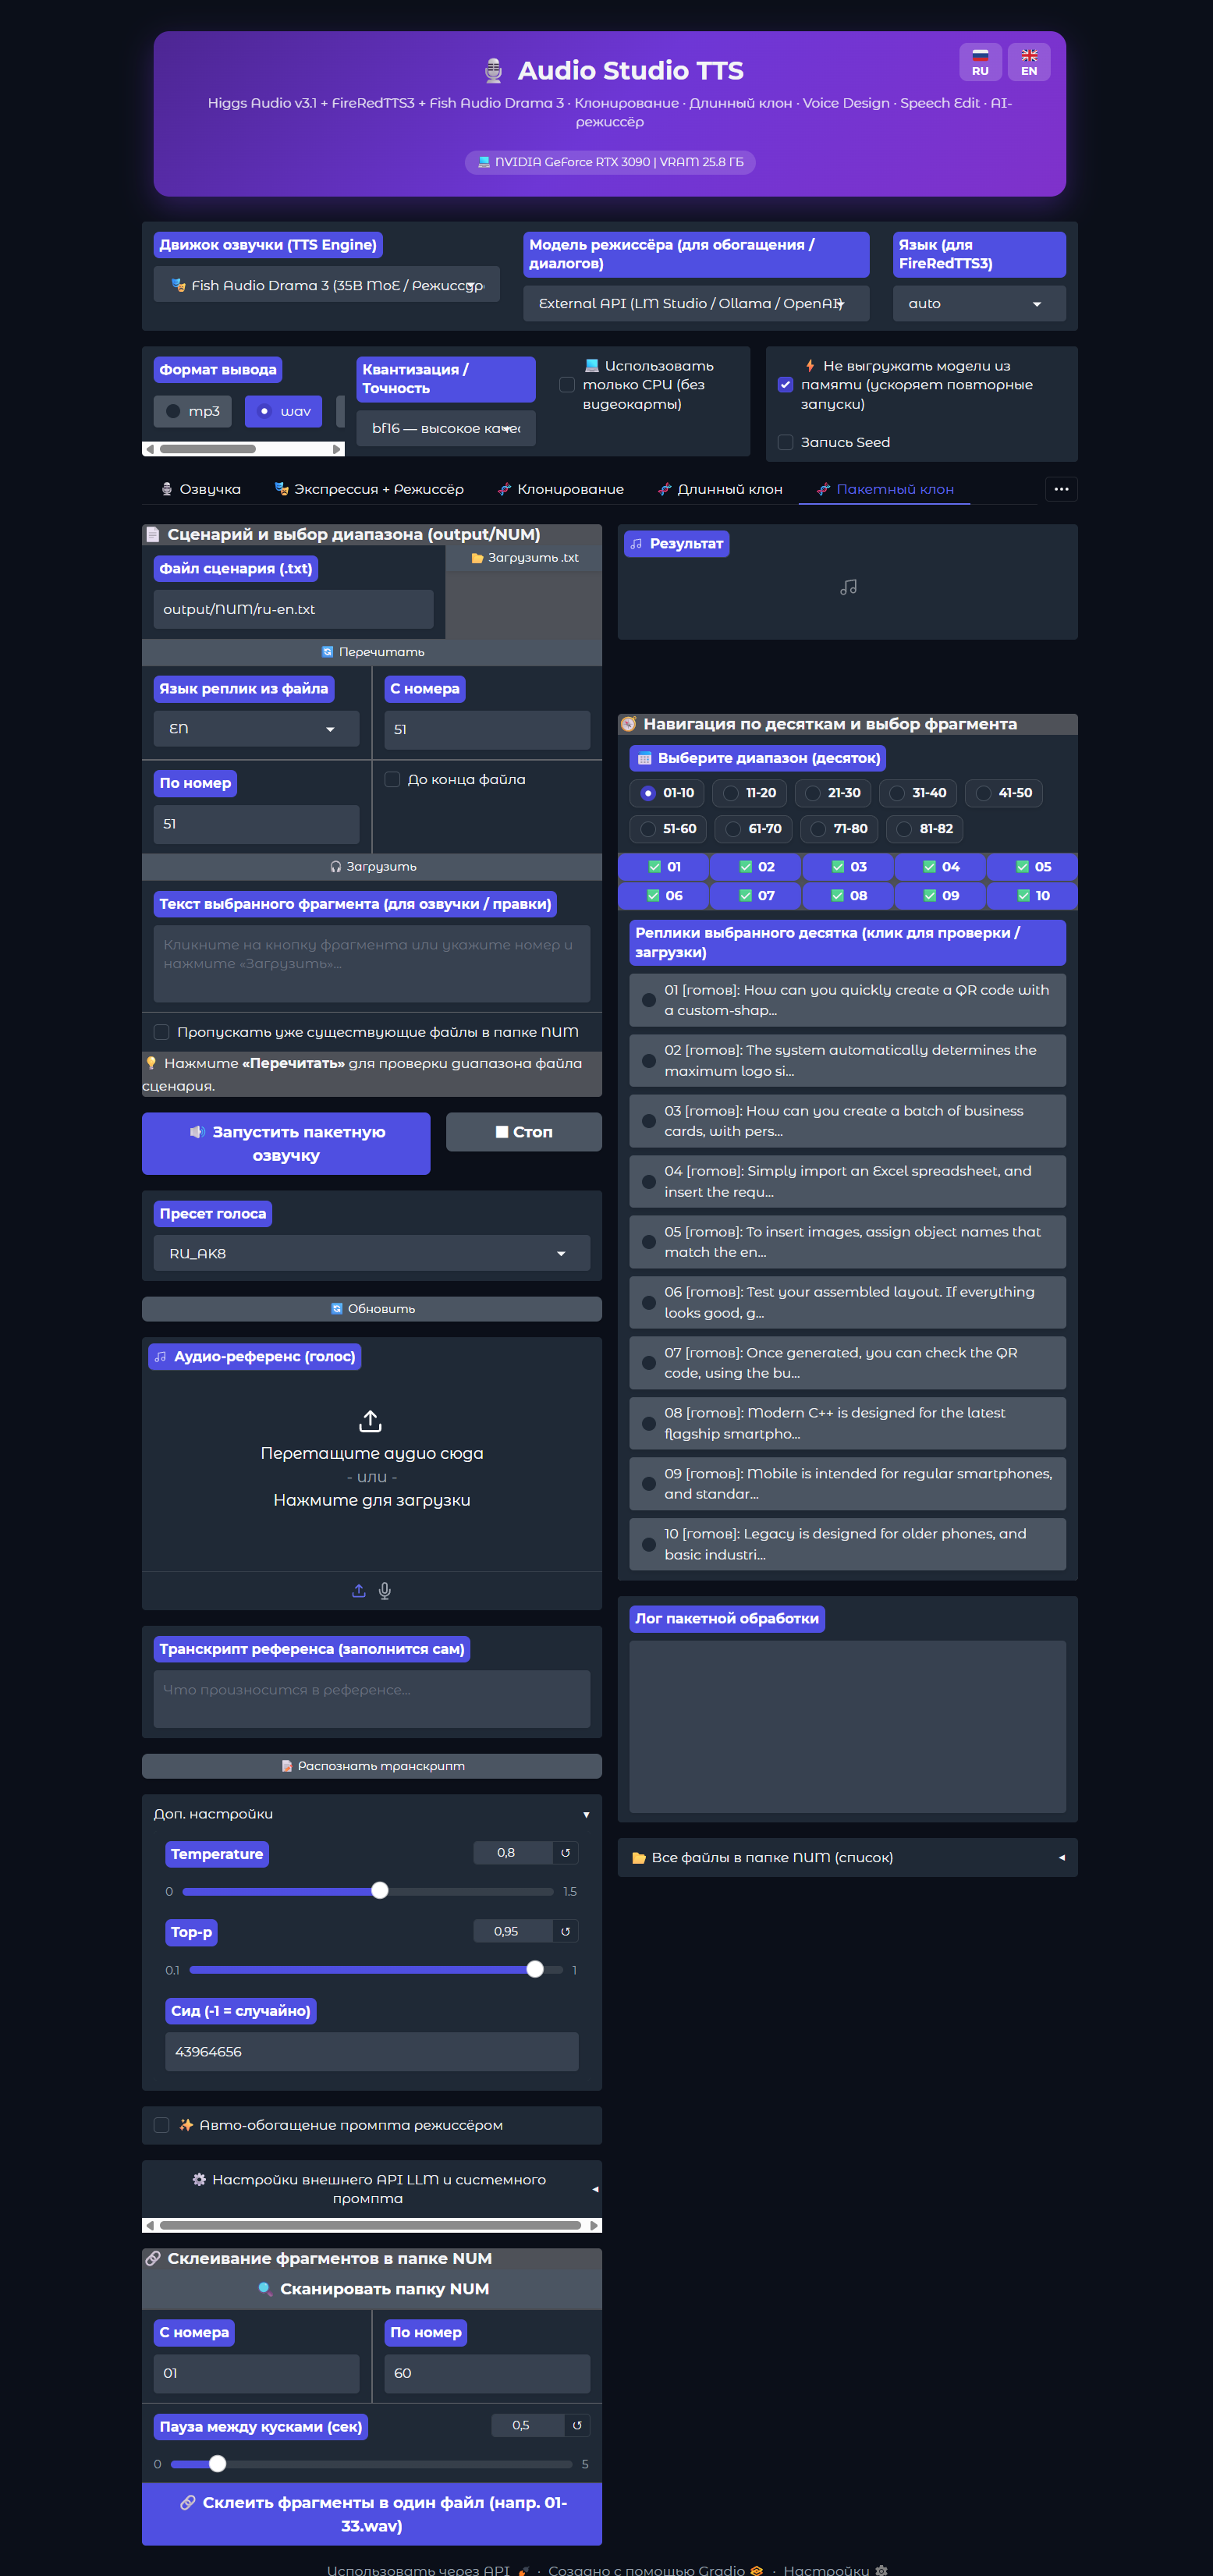 Audio Studio TTS
RU
EN
Higgs Audio v3.1 + FireRedTTS3 + Fish Audio Drama 3 · Клонирование · Длинный клон · Voice Design · Speech Edit · AI-
режиссёр
NVIDIA GeForce RTX 3090 | VRAM 25.8 ГБ
Движок озвучки (TTS Engine)
Fish Audio Drama 3 (35B MoE / Режиссур
Модель режиссёра (для обогащения /
диалогов)
External API (LM Studio / Ollama / OpenAI)
Язык (для
FireRedTTS3)
auto
Формат вывода
mp3
wav
Квантизация /
Точность
bf16 — высокое качес
Использовать
только CPU (без
видеокарты)
Не выгружать модели из
памяти (ускоряет повторные
запуски)
Запись Seed
Озвучка
Экспрессия + Режиссёр
Клонирование
Длинный клон
Пакетный клон
Сценарий и выбор диапазона (output/NUM)
Файл сценария (.txt)
output/NUM/ru-en.txt
Загрузить .txt
Перечитать
Язык реплик из файла
EN
С номера
51
По номер
51
До конца файла
Загрузить
Текст выбранного фрагмента (для озвучки / правки)
Кликните на кнопку фрагмента или укажите номер и
нажмите «Загрузить»...
Пропускать уже существующие файлы в папке NUM
Нажмите «Перечитать» для проверки диапазона файла
сценария.
Запустить пакетную
озвучку
Стоп
Пресет голоса
RU_AK8
Обновить
Аудио-референс (голос)
Перетащите аудио сюда
- или -
Нажмите для загрузки
Транскрипт референса (заполнится сам)
Что произносится в референсе...
Распознать транскрипт
Доп. настройки
Temperature
0,8
0
1.5
Top-p
0,95
0.1
1
Сид (-1 = случайно)
43964656
Авто-обогащение промпта режиссёром
Настройки внешнего API LLM и системного
промпта
Склеивание фрагментов в папке NUM
Сканировать папку NUM
С номера
01
По номер
60
Пауза между кусками (сек)
0,5
0
5
Склеить фрагменты в один файл (напр. 01-
33.wav)
Результат
Навигация по десяткам и выбор фрагмента
Выберите диапазон (десяток)
01-10
11-20
21-30
31-40
41-50
51-60
61-70
71-80
81-82
01
02
03
04
05
06
07
08
09
10
Реплики выбранного десятка (клик для проверки /
загрузки)
01 [готов]: How can you quickly create a QR code with
a custom-shap...
02 [готов]: The system automatically determines the
maximum logo si...
03 [готов]: How can you create a batch of business
cards, with pers...
04 [готов]: Simply import an Excel spreadsheet, and
insert the requ...
05 [готов]: To insert images, assign object names that
match the en...
06 [готов]: Test your assembled layout. If everything
looks good, g...
07 [готов]: Once generated, you can check the QR
code, using the bu...
08 [готов]: Modern C++ is designed for the latest
flagship smartpho...
09 [готов]: Mobile is intended for regular smartphones,
and standar...
10 [готов]: Legacy is designed for older phones, and
basic industri...
Лог пакетной обработки
Все файлы в папке NUM (список)
Использовать через API · Создано с помощью Gradio · Настройки